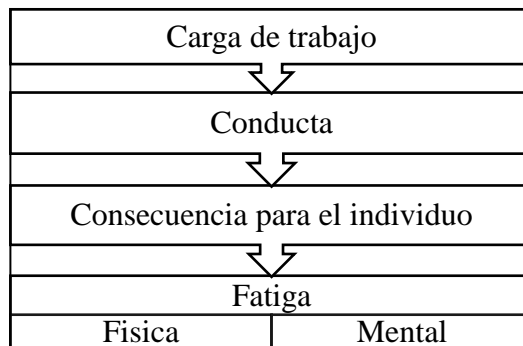 Carga de trabajo
Conducta
Consecuencia para el individuo
Fatiga
Fisica Mental